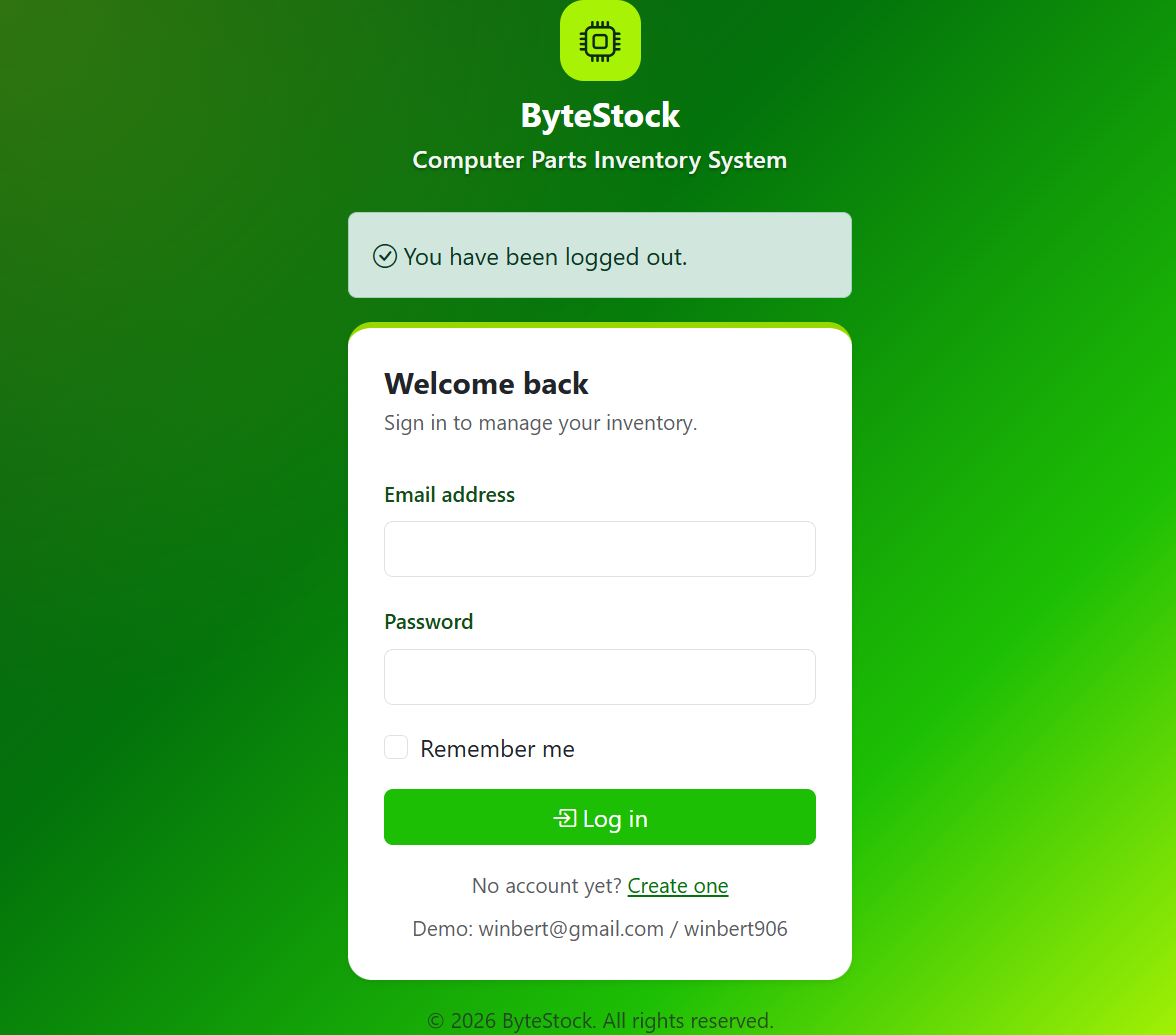 ByteStock
Computer Parts Inventory System
You have been logged out.
Welcome back
Sign in to manage your inventory.
Email address
Password
Remember me
Log in
No account yet? Create one
Demo: winbert@gmail.com / winbert906
© 2026 ByteStock. All rights reserved.